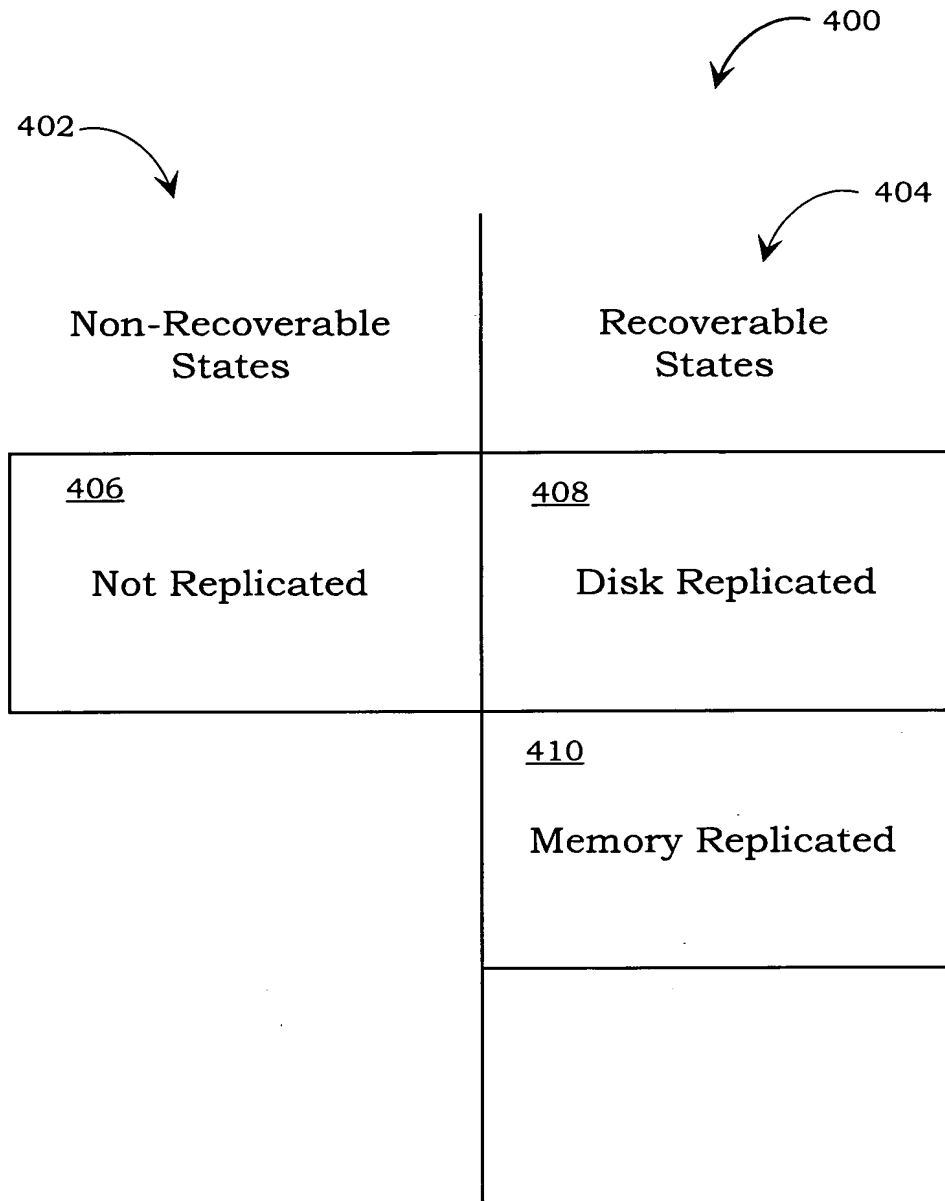 400
402
404
Non-Recoverable
States
Recoverable
States
406
Not Replicated
408
Disk Replicated
410
Memory Replicated